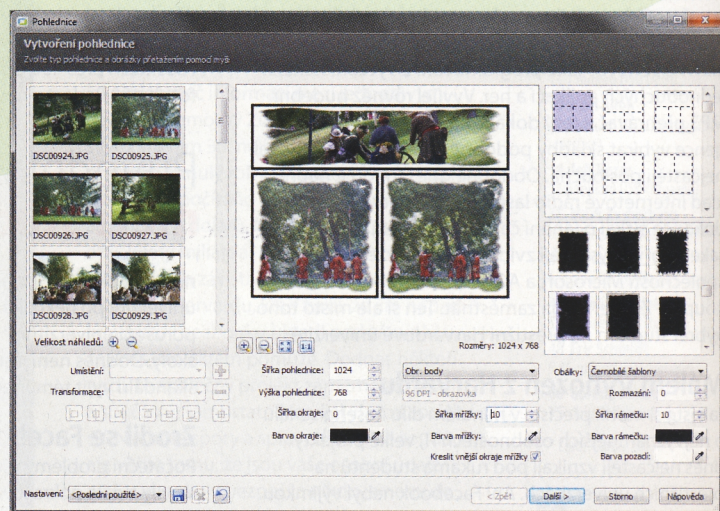 Pohlednice
Vytvoření pohlednice
Zvolte typ pohlednice a obrázky přetažením pomocí myši
DSC00924.JPG DSC00925.JPG
DSC00926.JPG DSC00927.JPG
DSC00928.JPG DSC00929.JPG
Velikost náhledů:
1:1
Rozměry: 1024 x 768
Umístění: Šířka pohlednice: 1024 Obr. body Obálky: Černobílé šablony
Transformace: Výška pohlednice: 768 96 DPI - obrazovka Rozmazání: 0
Šířka okraje: 0 Šířka mřížky: 10 Šířka rámečku: 10
Barva okraje: Barva mřížky: Barva rámečku:
Kreslit vnější okraje mřížky Barva pozadí:
Nastavení: <Poslední použité> < Zpět Další > Storno Nápověda